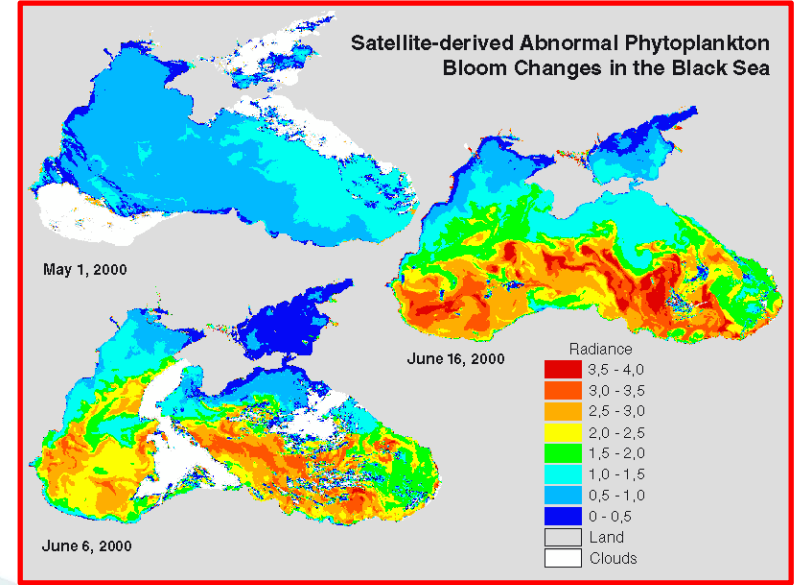 Satellite-derived Abnormal Phytoplankton
Bloom Changes in the Black Sea
May 1, 2000
June 16, 2000
June 6, 2000
Radiance
3,5 - 4,0
3,0 - 3,5
2,5 - 3,0
2,0 - 2,5
1,5 - 2,0
1,0 - 1,5
0,5 - 1,0
0 - 0,5
Land
Clouds